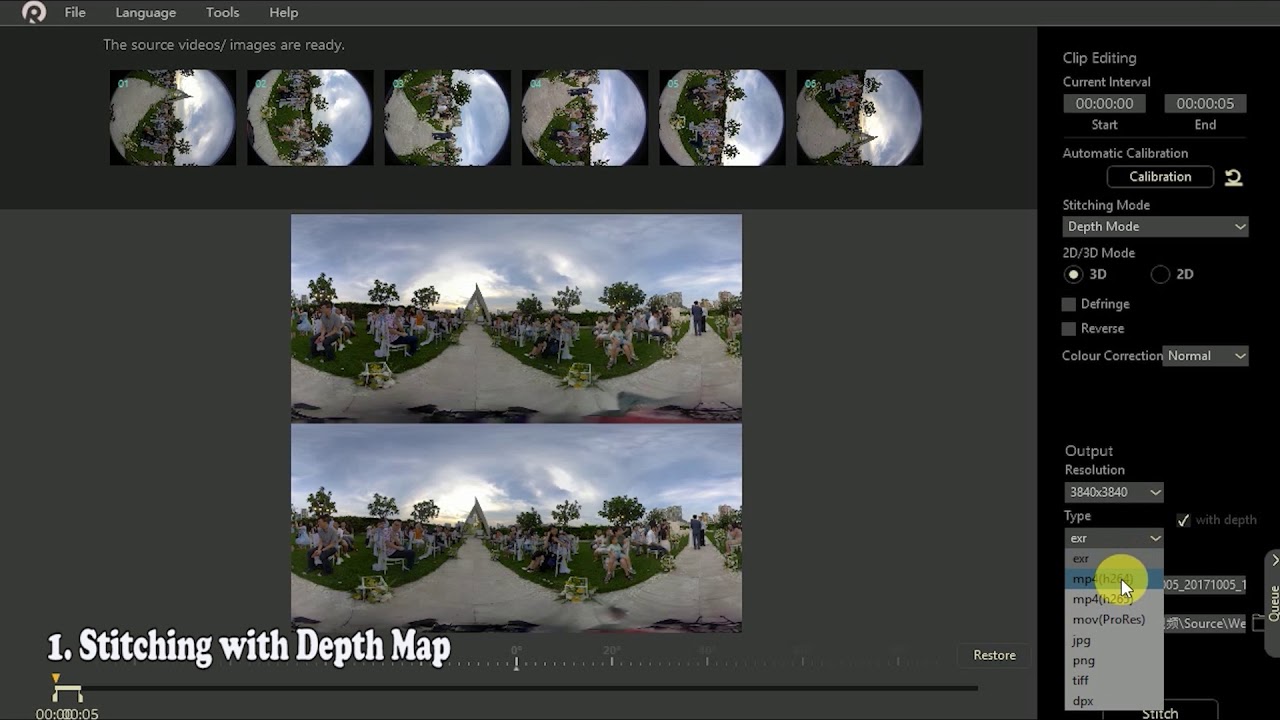 File Language Tools Help
The source videos/ images are ready.
01 02 03 04 05 06
Clip Editing
Current Interval
00:00:00 00:00:05
Start End
Automatic Calibration
Calibration
Stitching Mode
Depth Mode
2D/3D Mode
3D 2D
Defringe
Reverse
Colour Correction Normal
Output
Resolution
3840x3840
Type
with depth
exr
exr
mp4(h264)
005_20171005_1
mp4(h265)
mov(ProRes)
频\Source\We
jpg
png
tiff
dpx
Queue
Stitch
1. Stitching with Depth Map
0° 20° 40°
Restore
00:05